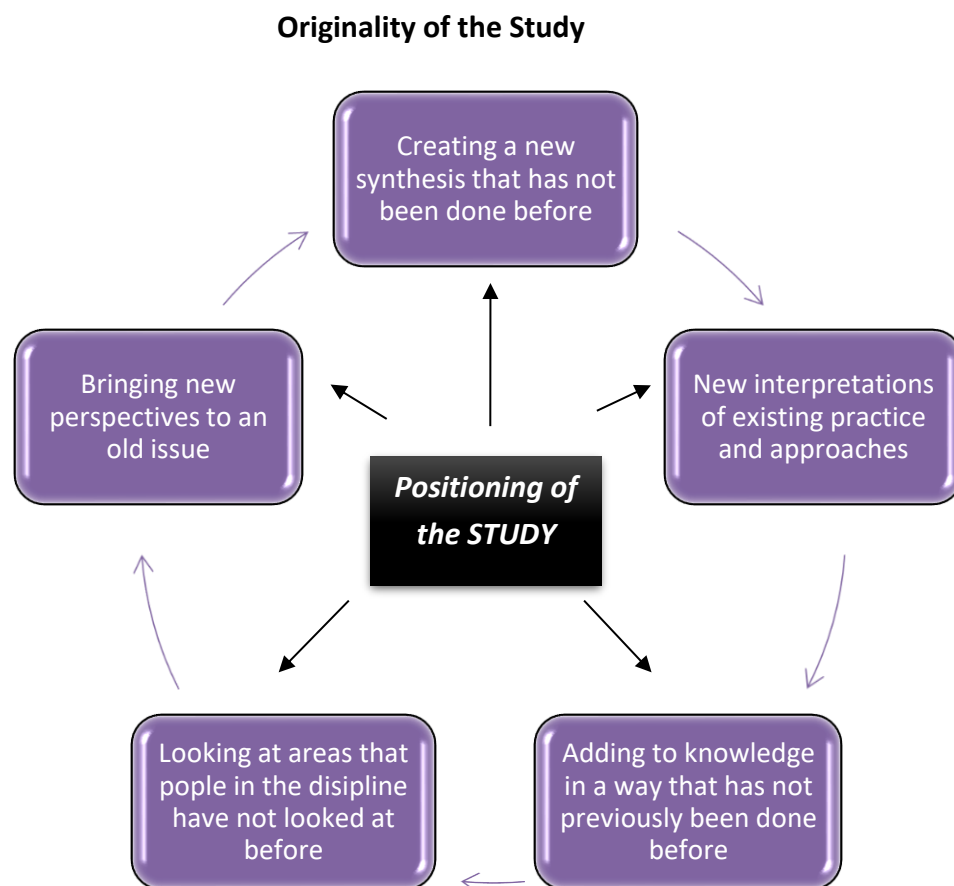 Originality of the Study
Creating a new
synthesis that has not
been done before
Bringing new
perspectives to an
old issue
New interpretations
of existing practice
and approaches
Positioning of
the STUDY
Looking at areas that
pople in the disipline
have not looked at
before
Adding to knowledge
in a way that has not
previously been done
before